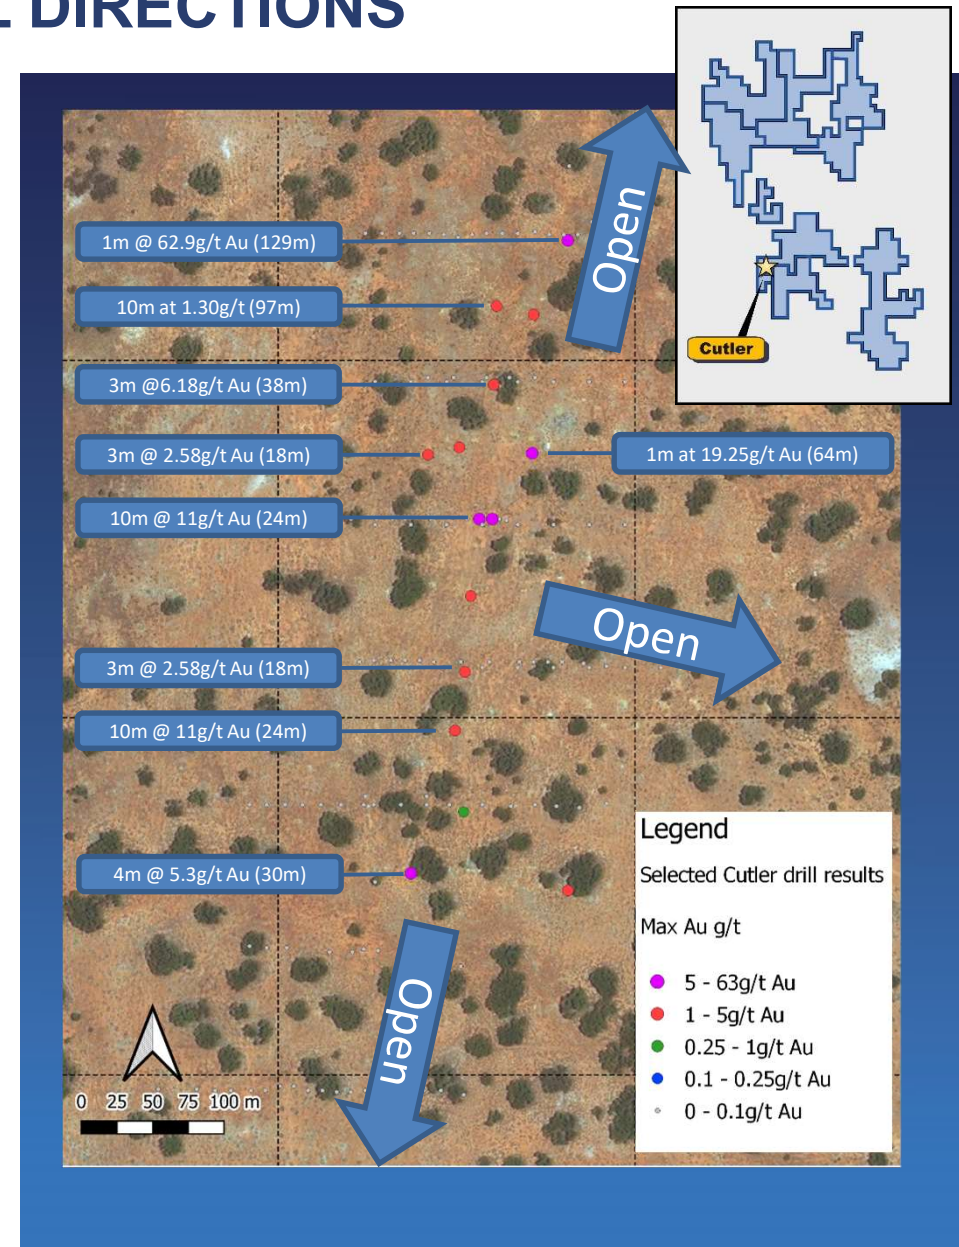 DIRECTIONS
Cutler
Open
1m @ 62.9g/t Au (129m)
10m at 1.30g/t (97m)
3m @6.18g/t Au (38m)
3m @ 2.58g/t Au (18m)
1m at 19.25g/t Au (64m)
10m @ 11g/t Au (24m)
Open
3m @ 2.58g/t Au (18m)
10m @ 11g/t Au (24m)
4m @ 5.3g/t Au (30m)
Open
Legend
Selected Cutler drill results
Max Au g/t
5 - 63g/t Au
1 - 5g/t Au
0.25 - 1g/t Au
0.1 - 0.25g/t Au
0 - 0.1g/t Au
0 25 50 75 100 m